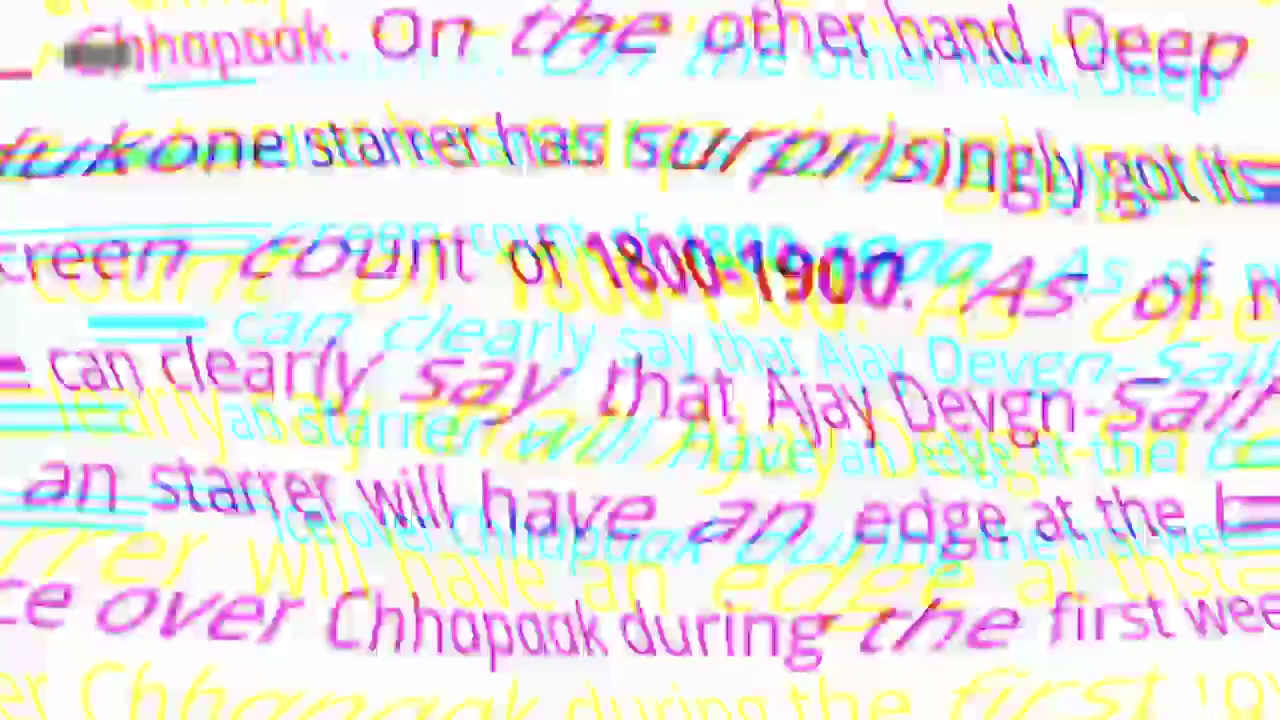 Chhapaak. On the other hand, Deep
ukone starrer has surprisingly got its
creen count of 1800-1900. As of n
can clearly say that Ajay Devgn-Saif
an starrer will have an edge at the
ce over Chhapaak during the first wee